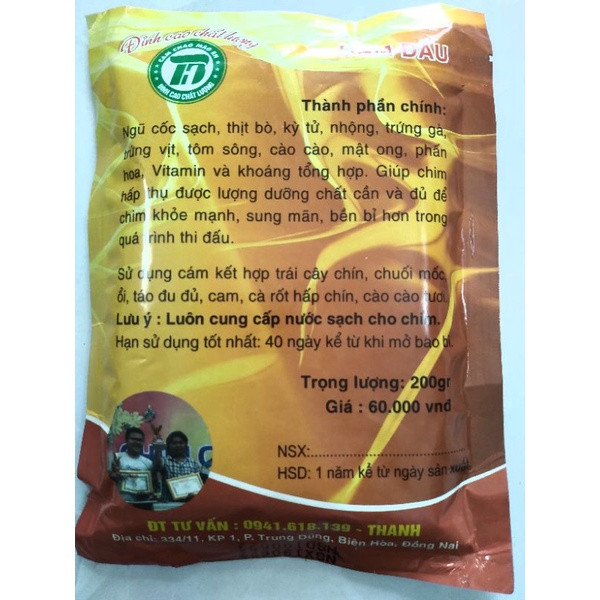 Đỉnh cao chất lượng
CÁM CHÀO MÀO
TĐ
ĐỈNH CAO CHẤT LƯỢNG
ĐẤU
Thành phần chính:
Ngũ cốc sạch, thịt bò, kỳ tử, nhộng, trứng gà,
trứng vịt, tôm sông, cào cào, mật ong, phấn
hoa, Vitamin và khoáng tổng hợp. Giúp chim
hấp thụ được lượng dưỡng chất cần và đủ để
chim khỏe mạnh, sung mãn, bền bỉ hơn trong
quá trình thi đấu.
Sử dụng cám kết hợp trái cây chín, chuối mốc,
ổi, táo đu đủ, cam, cà rốt hấp chín, cào cào tươi.
Lưu ý : Luôn cung cấp nước sạch cho chim.
Hạn sử dụng tốt nhất: 40 ngày kể từ khi mở bao bì.
Trọng lượng: 200gr
Giá : 60.000 vnđ
NSX:
HSD: 1 năm kể từ ngày sản xuất
ĐT TƯ VẤN : 0941.618.139 - THANH
Địa chỉ: 334/11, KP 1, P. Trung Dũng, Biên Hòa, Đồng Nai